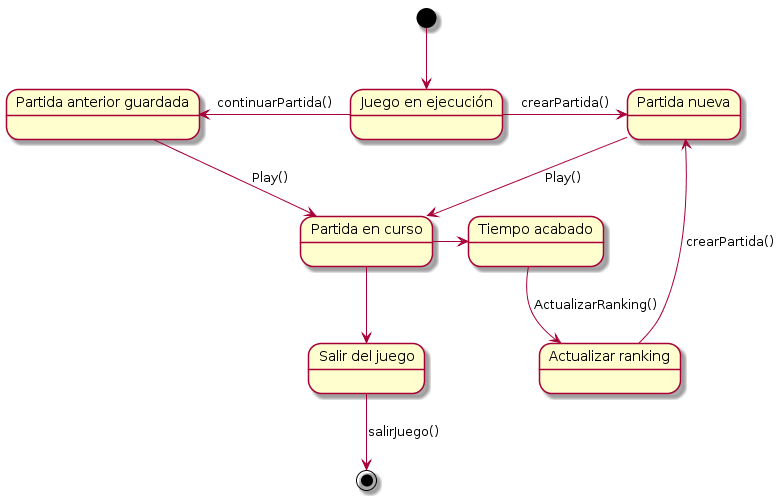 Partida anterior guardada
continuarPartida()
Juego en ejecución
crearPartida()
Partida nueva
Play()
Play()
Partida en curso
Tiempo acabado
crearPartida()
ActualizarRanking()
Salir del juego
Actualizar ranking
salirJuego()